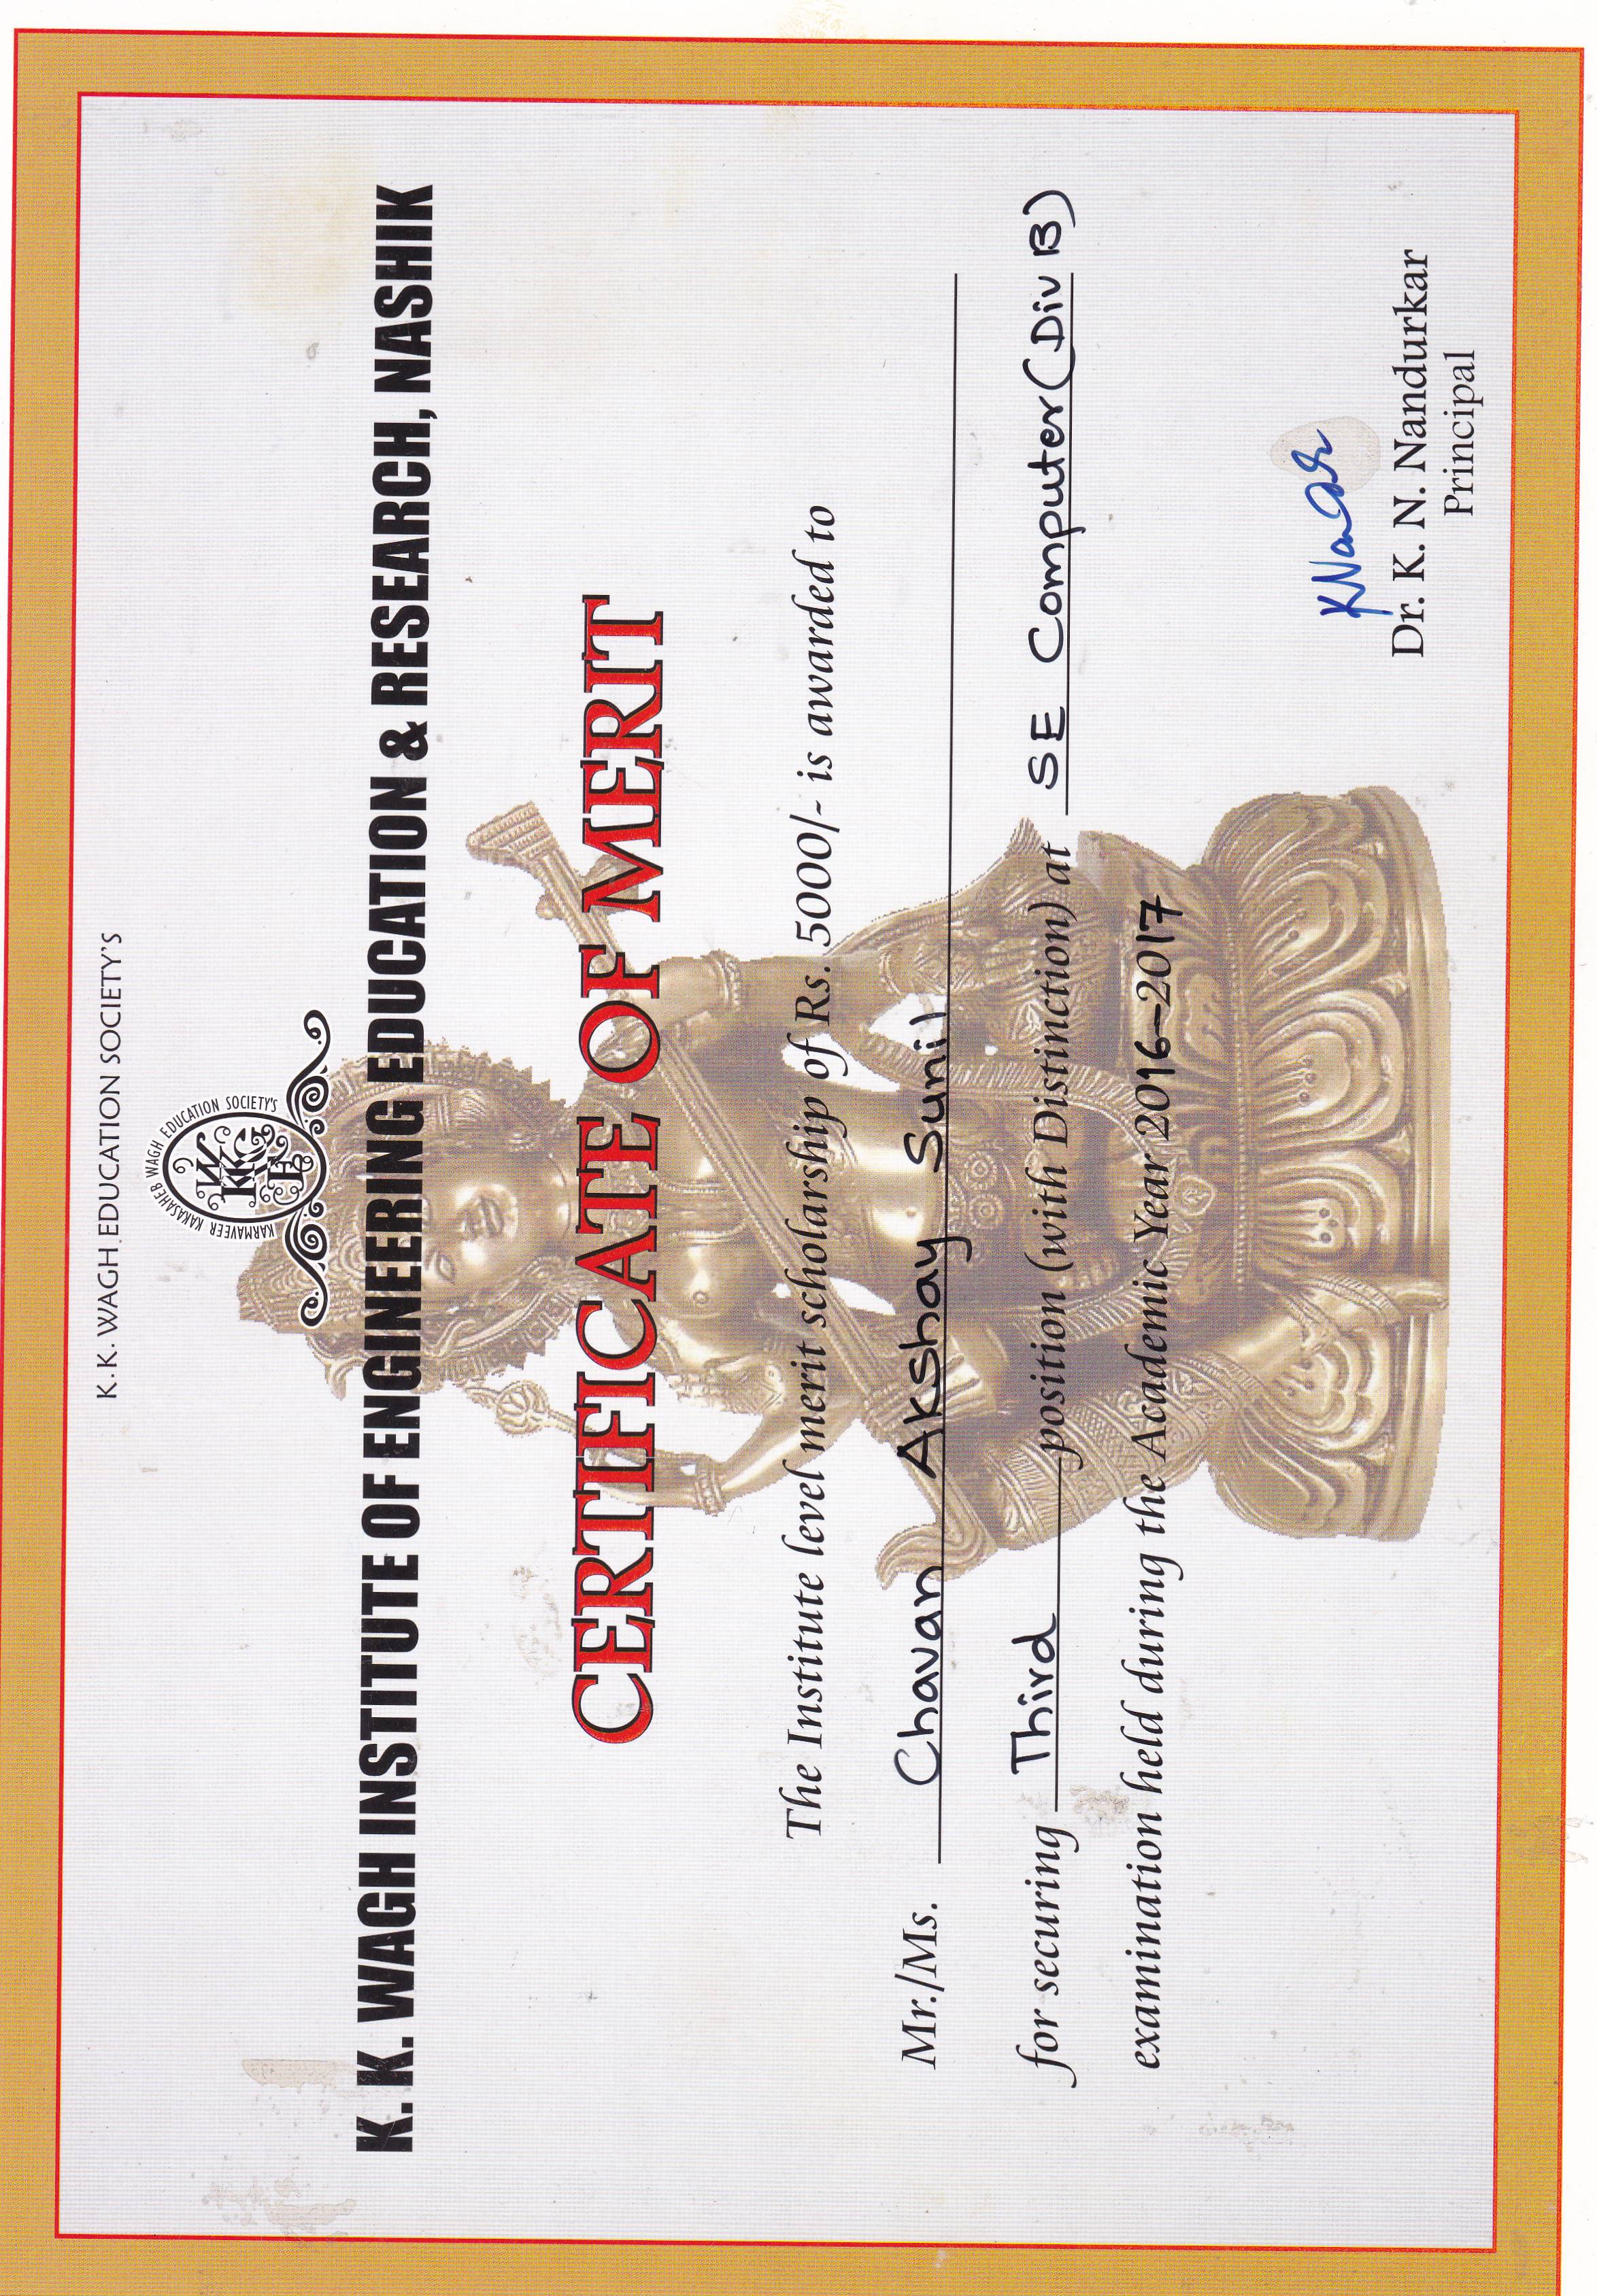 K. K. WAGH EDUCATION SOCIETY'S
KARMAVEER KAKASAHEB WAGH EDUCATION SOCIETY'S
K. K. WAGH INSTITUTE OF ENGINEERING EDUCATION & RESEARCH, NASHIK
CERTIFICATE OF MERIT
The Institute level merit scholarship of Rs. 5000/- is awarded to
Mr./Ms. Chavan Akshay Sunil
for securing Third position (with Distinction) at SE Computer (Div B)
examination held during the Academic Year 2016-2017
Dr. K. N. Nandurkar
Principal